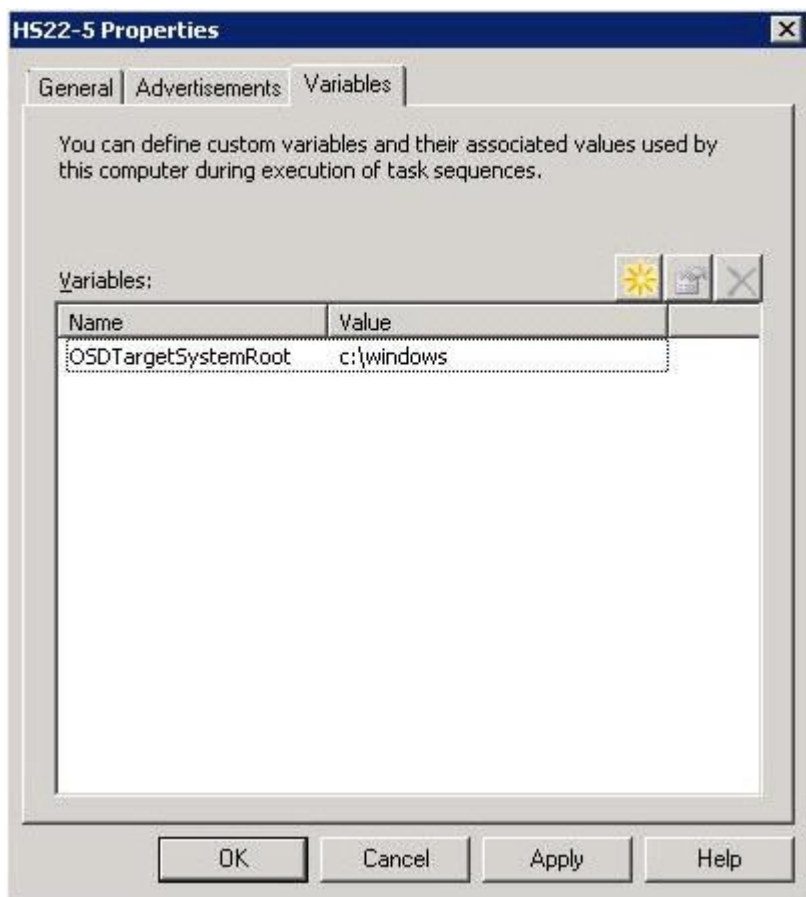 HS22-5 Properties
General Advertisements Variables
You can define custom variables and their associated values used by
this computer during execution of task sequences.
Variables:
Name Value
OSDTargetSystemRoot c:\windows
OK Cancel Apply Help